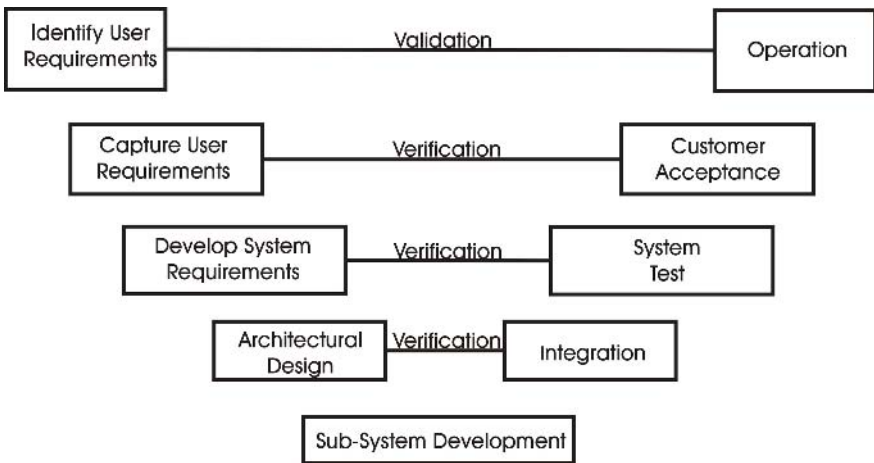 Identify User
Requirements
Validation
Operation
Capture User
Requirements
Verification
Customer
Acceptance
Develop System
Requirements
Verification
System
Test
Architectural
Design
Verification
Integration
Sub-System Development